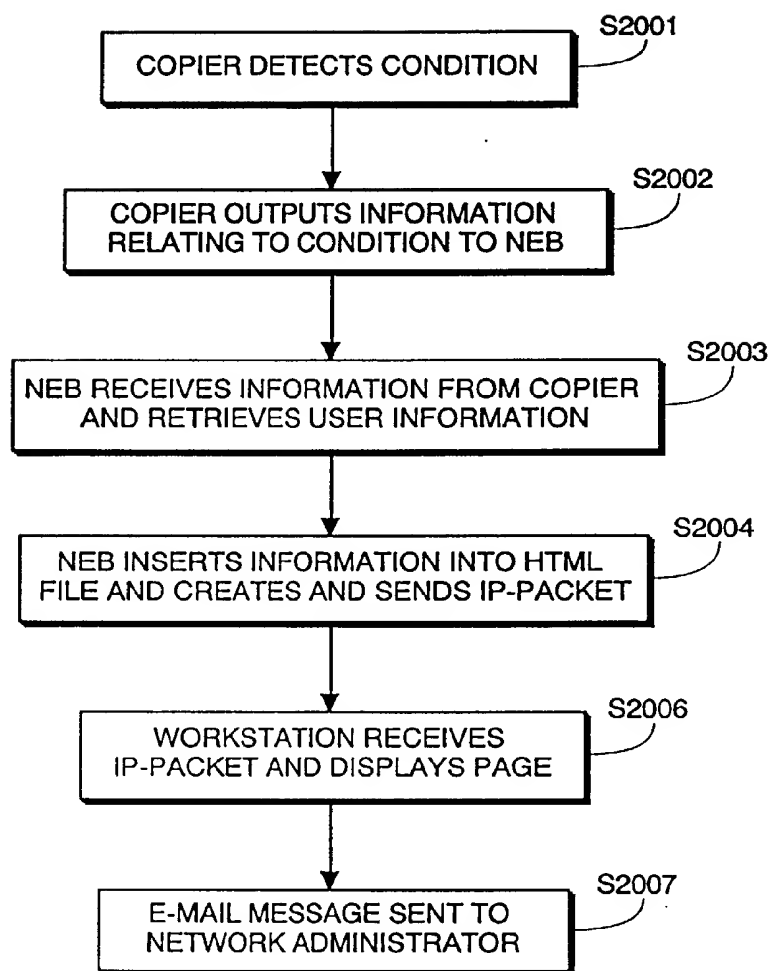 S2001
COPIER DETECTS CONDITION
S2002
COPIER OUTPUTS INFORMATION
RELATING TO CONDITION TO NEB
S2003
NEB RECEIVES INFORMATION FROM COPIER
AND RETRIEVES USER INFORMATION
S2004
NEB INSERTS INFORMATION INTO HTML
FILE AND CREATES AND SENDS IP-PACKET
S2006
WORKSTATION RECEIVES
IP-PACKET AND DISPLAYS PAGE
S2007
E-MAIL MESSAGE SENT TO
NETWORK ADMINISTRATOR